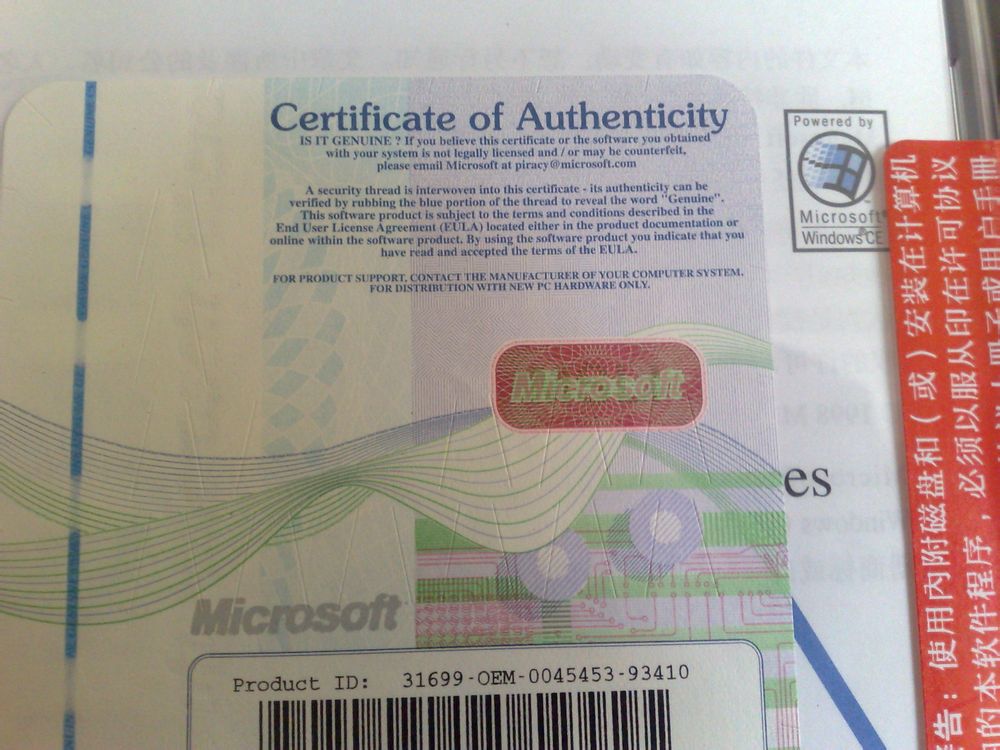 Certificate of Authenticity
IS IT GENUINE ? If you believe this certificate or the software you obtained
with your system is not legally licensed and / or may be counterfeit,
please email Microsoft at piracy@microsoft.com
A security thread is interwoven into this certificate - its authenticity can be
verified by rubbing the blue portion of the thread to reveal the word "Genuine".
This software product is subject to the terms and conditions described in the
End User License Agreement (EULA) located either in the product documentation or
online within the software product. By using the software product you indicate that you
have read and accepted the terms of the EULA.
FOR PRODUCT SUPPORT, CONTACT THE MANUFACTURER OF YOUR COMPUTER SYSTEM.
FOR DISTRIBUTION WITH NEW PC HARDWARE ONLY.
Microsoft
Microsoft
Product ID: 31699-OEM-0045453-93410
Powered by
Microsoft®
Windows®CE
es
告：使用内附磁盘和（或）安装在计算机
的本软件程序，必须以服从印在许可协议
册子或用户手册